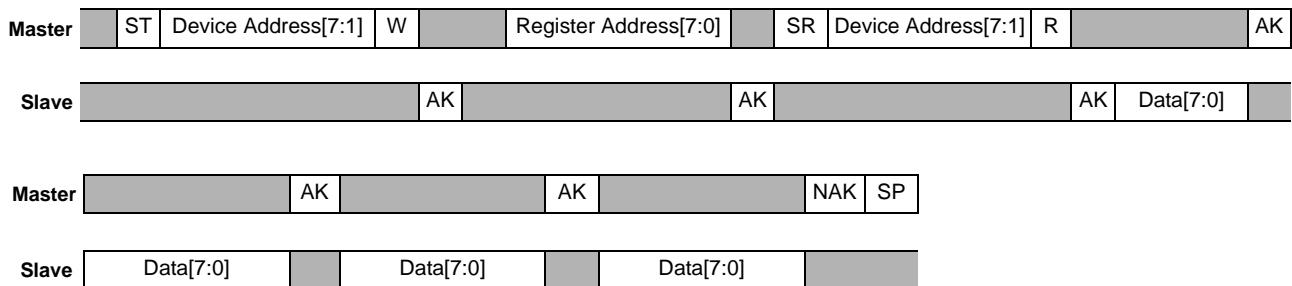 Master ST Device Address[7:1] W Register Address[7:0] SR Device Address[7:1] R AK
Slave AK AK AK Data[7:0]
Master AK AK NAK SP
Slave Data[7:0] Data[7:0] Data[7:0]